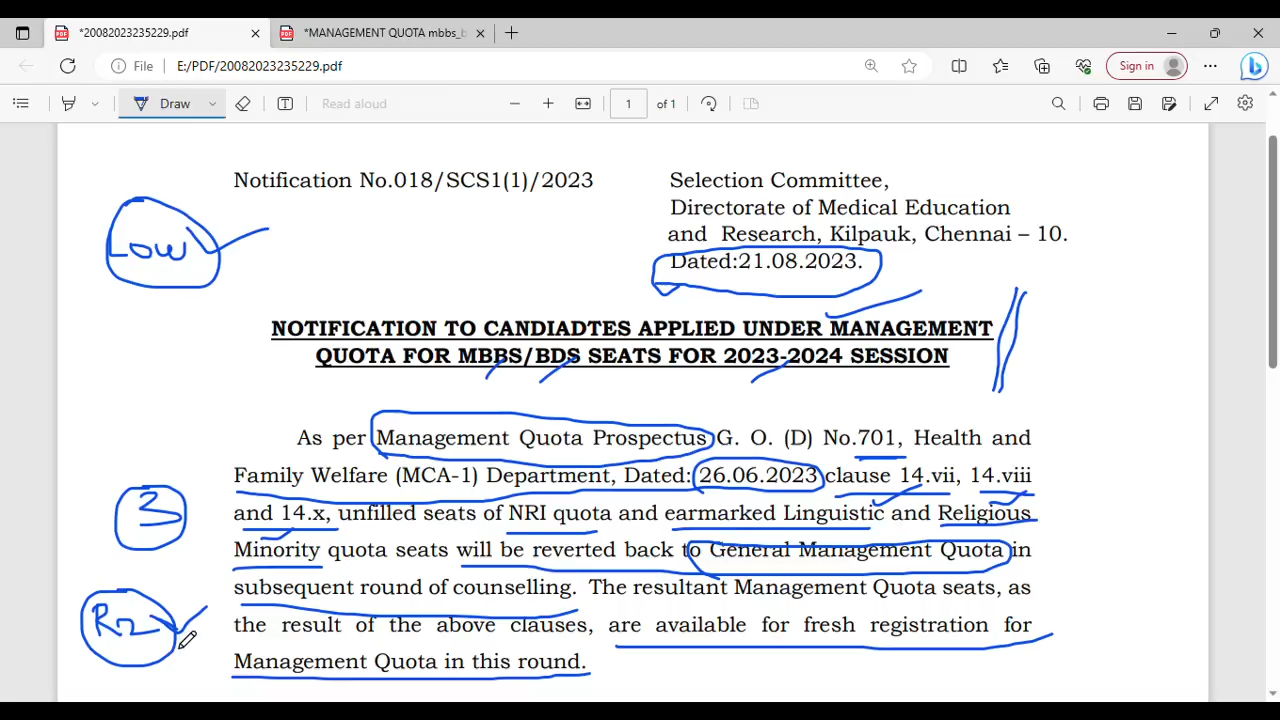 *20082023235229.pdf
*MANAGEMENT QUOTA mbbs_b
File E:/PDF/20082023235229.pdf
Sign in
Draw
Read aloud
1 of 1
Notification No.018/SCS1(1)/2023
Selection Committee,
Directorate of Medical Education
and Research, Kilpauk, Chennai – 10.
Dated:21.08.2023.
LOW
NOTIFICATION TO CANDIADTES APPLIED UNDER MANAGEMENT
QUOTA FOR MBBS/BDS SEATS FOR 2023-2024 SESSION
As per Management Quota Prospectus G. O. (D) No.701, Health and
Family Welfare (MCA-1) Department, Dated: 26.06.2023 clause 14.vii, 14.viii
and 14.x, unfilled seats of NRI quota and earmarked Linguistic and Religious
3
Minority quota seats will be reverted back to General Management Quota in
subsequent round of counselling. The resultant Management Quota seats, as
the result of the above clauses, are available for fresh registration for
R2
Management Quota in this round.